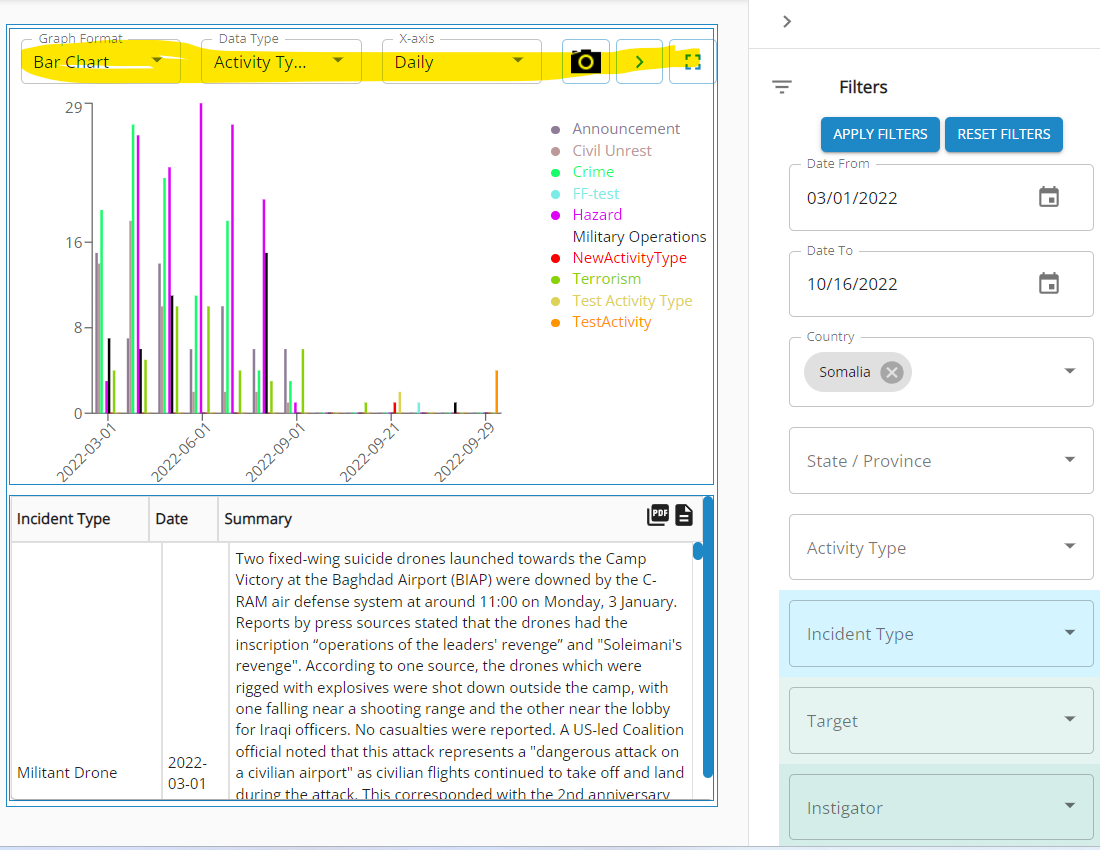 Graph Format
Data Type
X-axis
Bar Chart
Activity Ty...
Daily
29
16
8
0
2022-03-01
2022-06-01
2022-09-01
2022-09-21
2022-09-29
Announcement
Civil Unrest
Crime
FF-test
Hazard
Military Operations
NewActivityType
Terrorism
Test Activity Type
TestActivity
Incident Type
Date
Summary
PDF
Militant Drone
2022-
03-01
Two fixed-wing suicide drones launched towards the Camp
Victory at the Baghdad Airport (BIAP) were downed by the C-
RAM air defense system at around 11:00 on Monday, 3 January.
Reports by press sources stated that the drones had the
inscription “operations of the leaders' revenge” and "Soleimani's
revenge". According to one source, the drones which were
rigged with explosives were shot down outside the camp, with
one falling near a shooting range and the other near the lobby
for Iraqi officers. No casualties were reported. A US-led Coalition
official noted that this attack represents a "dangerous attack on
a civilian airport" as civilian flights continued to take off and land
during the attack. This corresponded with the 2nd anniversary
Filters
APPLY FILTERS
RESET FILTERS
Date From
03/01/2022
Date To
10/16/2022
Country
Somalia
State / Province
Activity Type
Incident Type
Target
Instigator